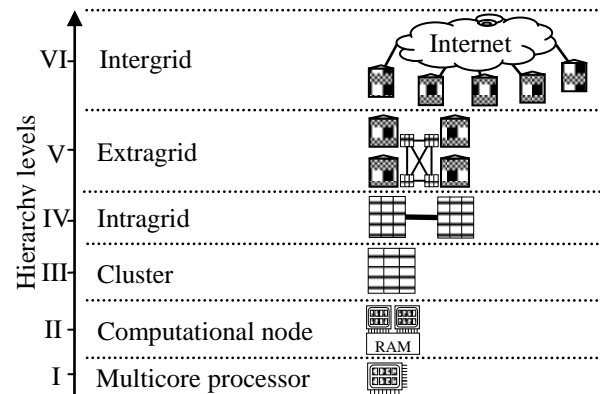 Hierarchy levels
VI Intergrid Internet
V Extragrid
IV Intragrid
III Cluster
II Computational node
RAM
I Multicore processor